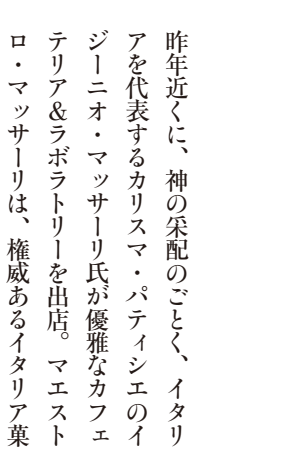 昨年近くに、神の采配のごとく、イタリ
アを代表するカリスマ・パティシエのイ
ジーニオ・マッサーリ氏が優雅なカフェ
テリア&ラボラトリーを出店。マエスト
ロ・マッサーリは、権威あるイタリア菓